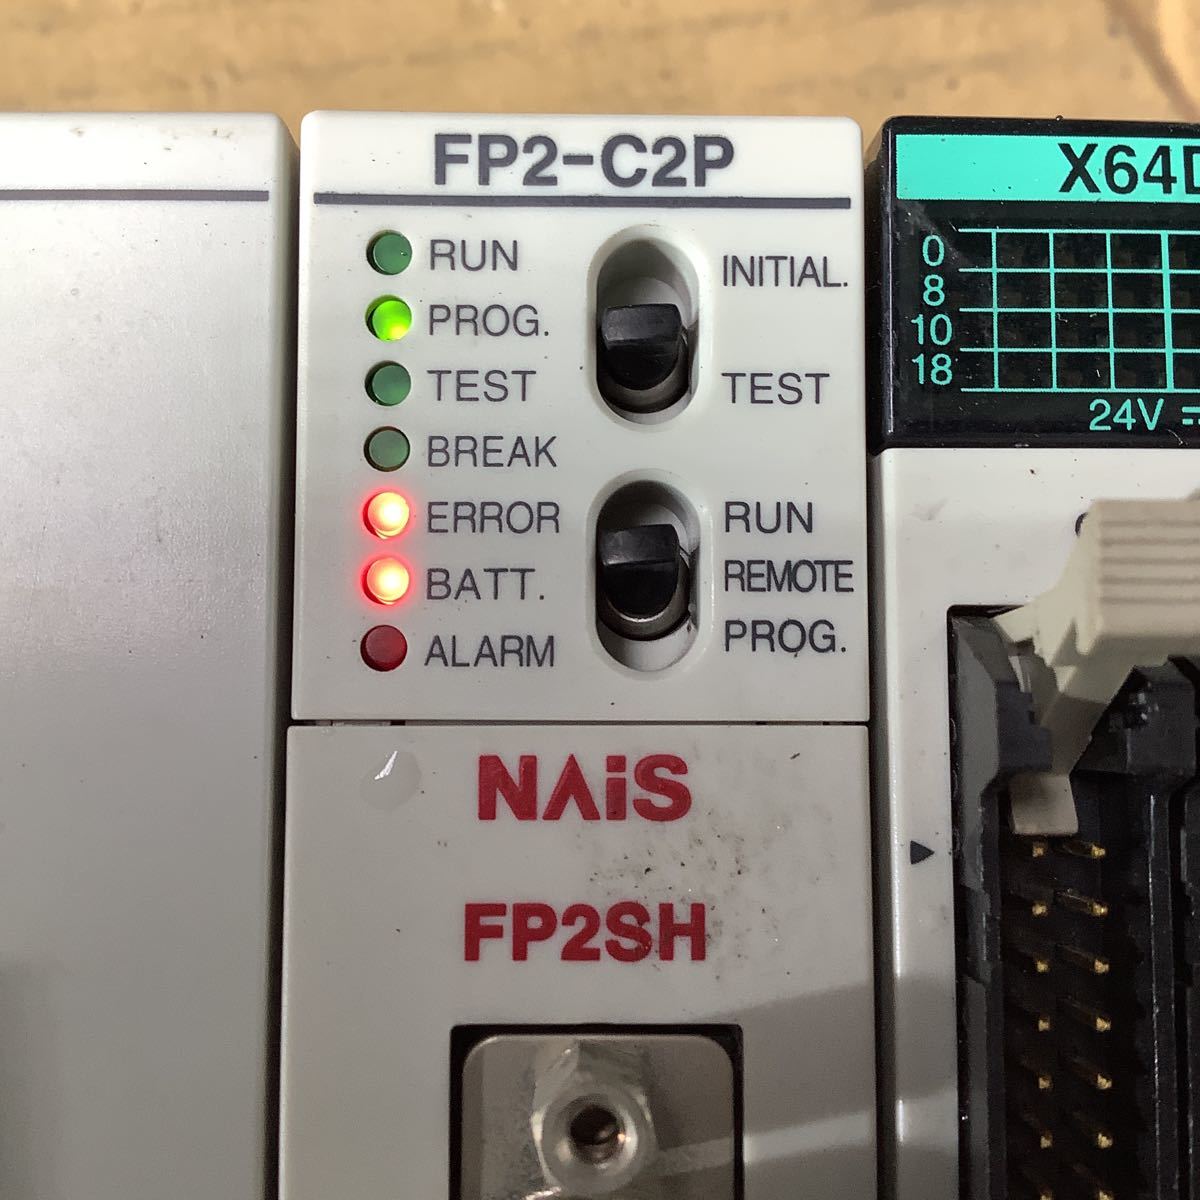 FP2-C2P
RUN
PROG.
TEST
BREAK
ERROR
BATT.
ALARM
INITIAL.
TEST
RUN
REMOTE
PROG.
NAiS
FP2SH
X64D
0
8
10
18
24V